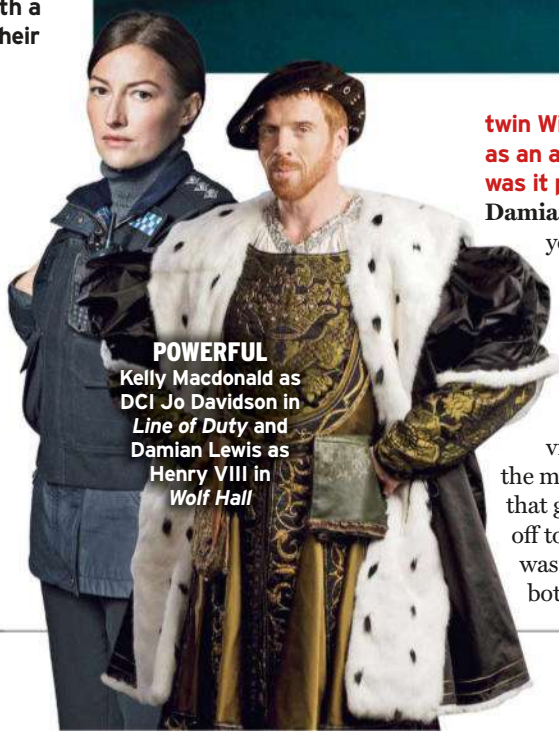 th a
heir
POWERFUL
Kelly Macdonald as
DCI Jo Davidson in
Line of Duty and
Damian Lewis as
Henry VIII in
Wolf Hall
twin Wi
as an a
was it p
Damia
yo
vi
the m
that g
off to
was
bot